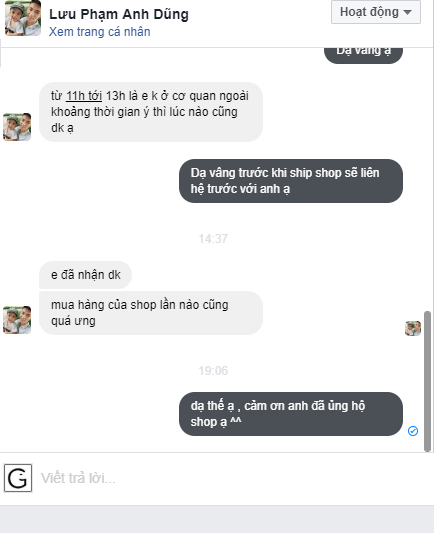 Lưu Phạm Anh Dũng
Xem trang cá nhân
Hoạt động
Dạ vâng ạ
từ 11h tới 13h là e k ở cơ quan ngoài
khoảng thời gian ý thì lúc nào cũng
dk ạ
Dạ vâng trước khi ship shop sẽ liên
hệ trước với anh ạ
14:37
e đã nhận dk
mua hàng của shop lần nào cũng
quá ưng
19:06
dạ thế ạ , cảm ơn anh đã ủng hộ
shop ạ ^^
G
Viết trả lời...